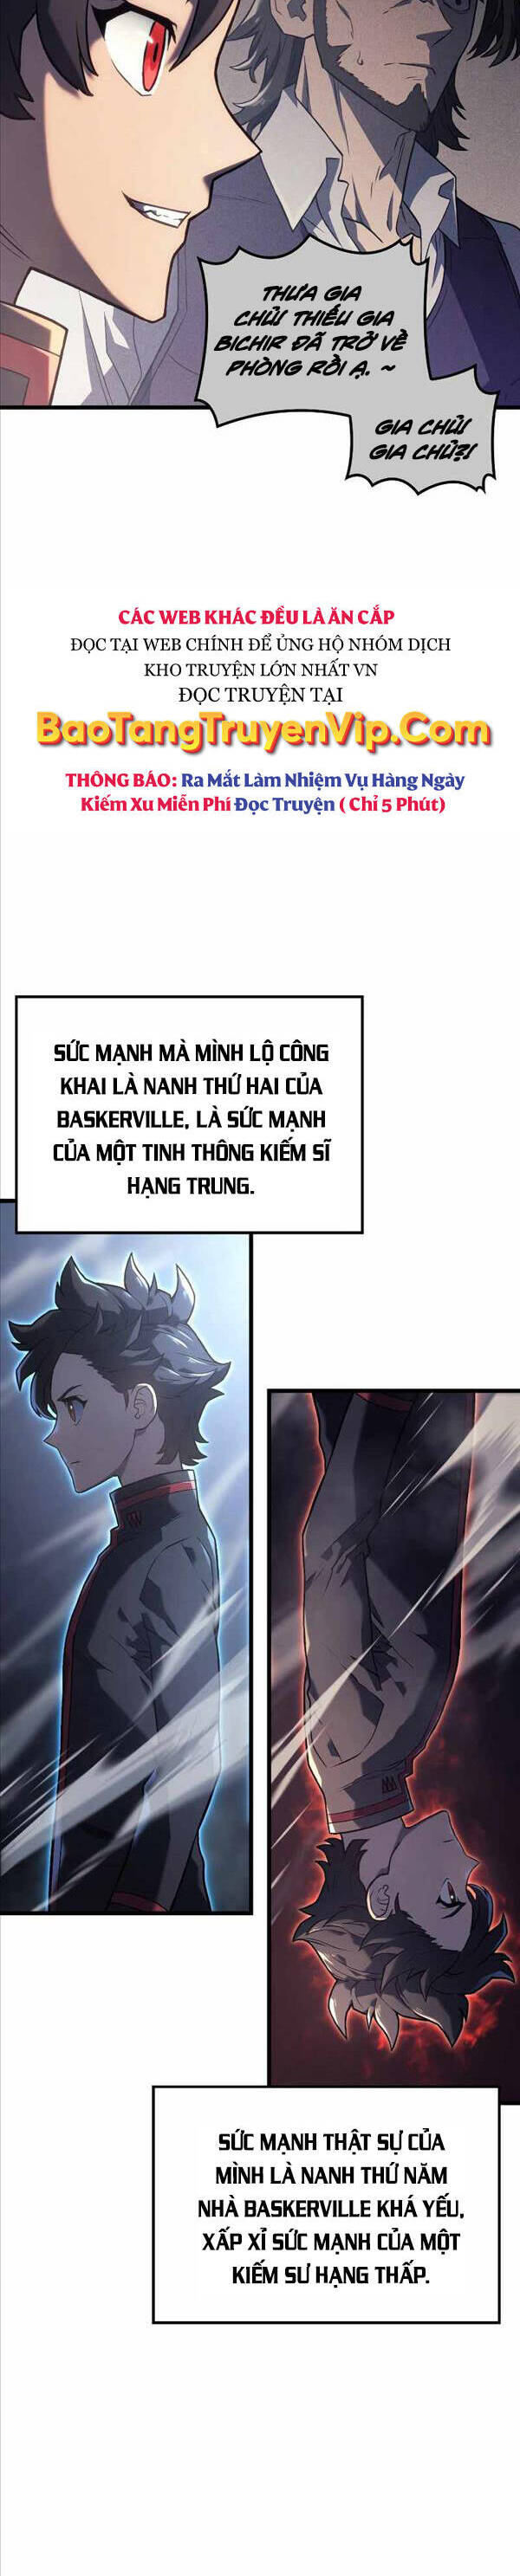 THƯA GIA
CHỦ! THIẾU GIA
BICHIR ĐÃ TRỞ VỀ
PHÒNG RỒI Ạ. ~
GIA CHỦ!
GIA CHỦ?!
CÁC WEB KHÁC ĐỀU LÀ ĂN CẮP
ĐỌC TẠI WEB CHÍNH ĐỂ ỦNG HỘ NHÓM DỊCH
KHO TRUYỆN LỚN NHẤT VN
ĐỌC TRUYỆN TẠI
BaoTangTruyenVip.Com
THÔNG BÁO: Ra Mắt Làm Nhiệm Vụ Hàng Ngày
Kiếm Xu Miễn Phí Đọc Truyện ( Chỉ 5 Phút)
SỨC MẠNH MÀ MÌNH LỘ CÔNG
KHAI LÀ NANH THỨ HAI CỦA
BASKERVILLE, LÀ SỨC MẠNH
CỦA MỘT TINH THÔNG KIẾM SĨ
HẠNG TRUNG.
SỨC MẠNH THẬT SỰ CỦA
MÌNH LÀ NANH THỨ NĂM
NHÀ BASKERVILLE KHÁ YẾU,
XẤP XỈ SỨC MẠNH CỦA MỘT
KIẾM SƯ HẠNG THẤP.